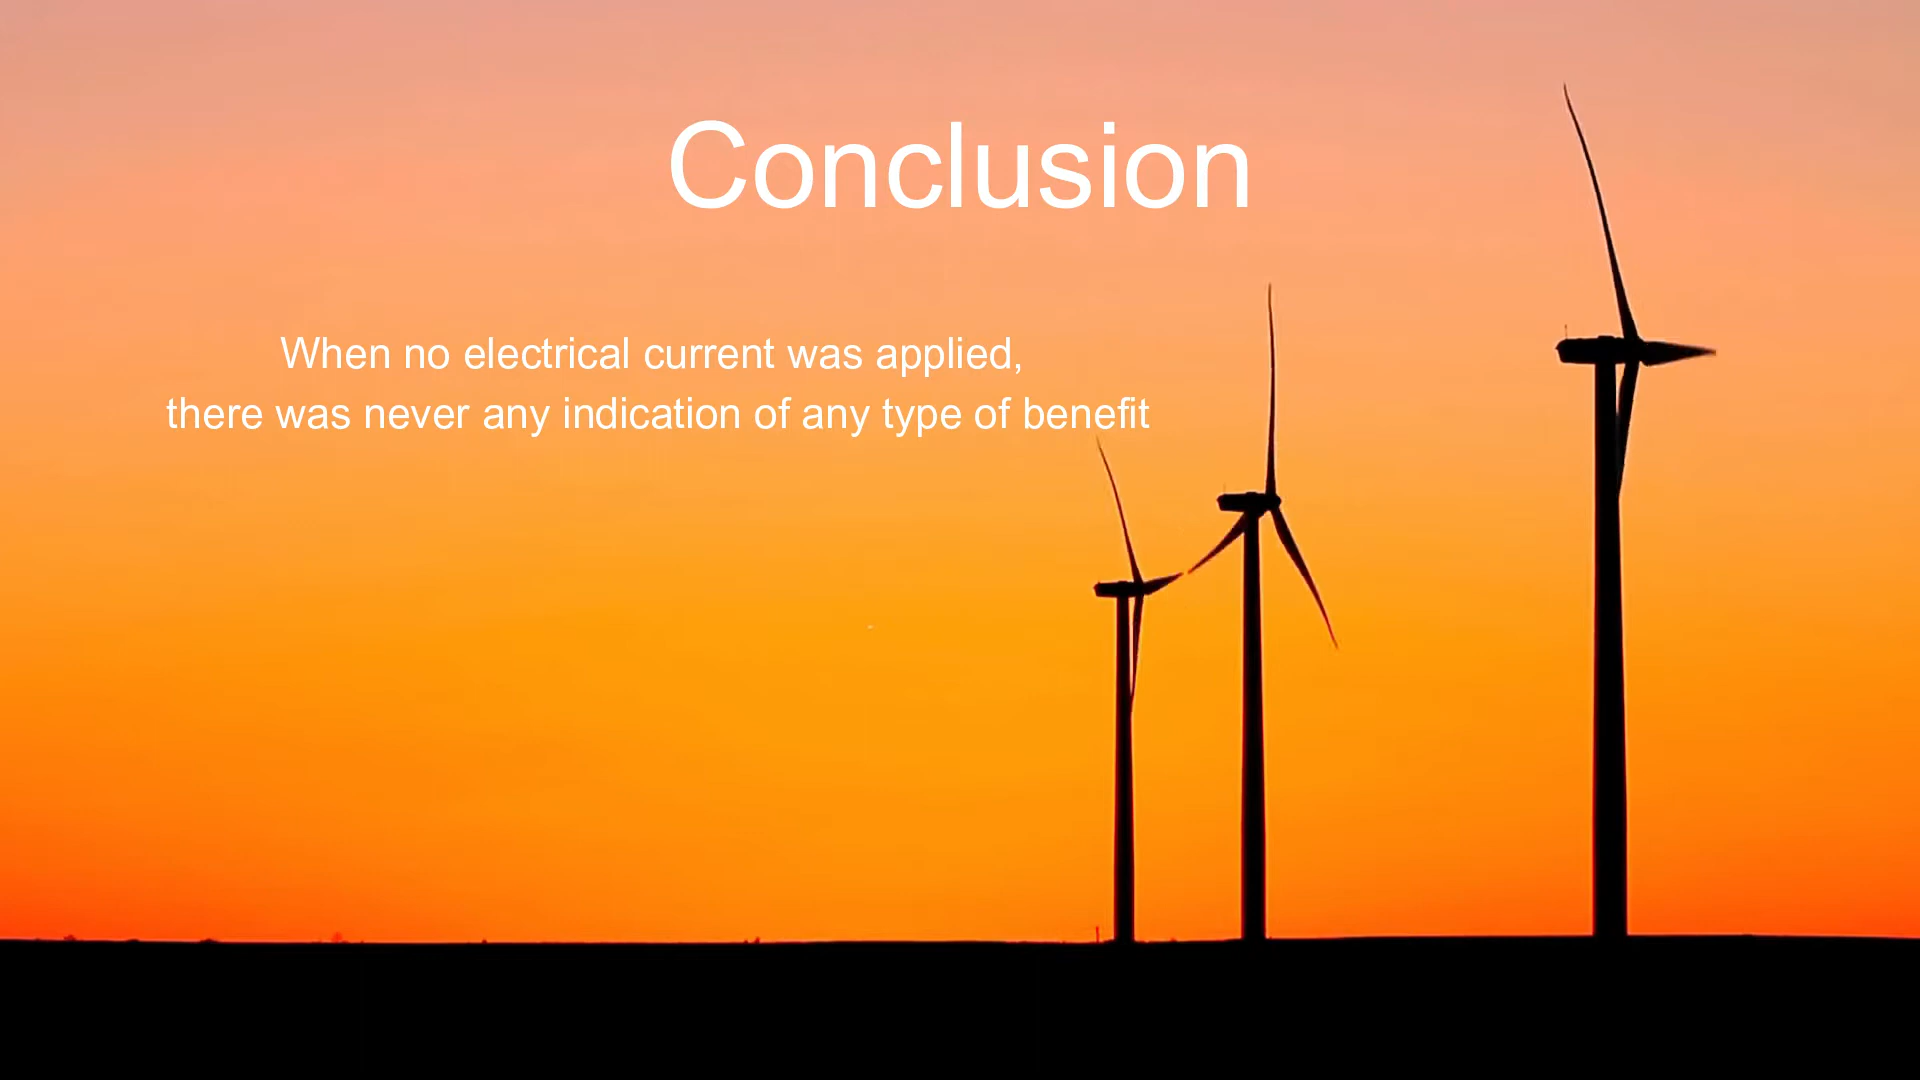 Conclusion
When no electrical current was applied,
there was never any indication of any type of benefit